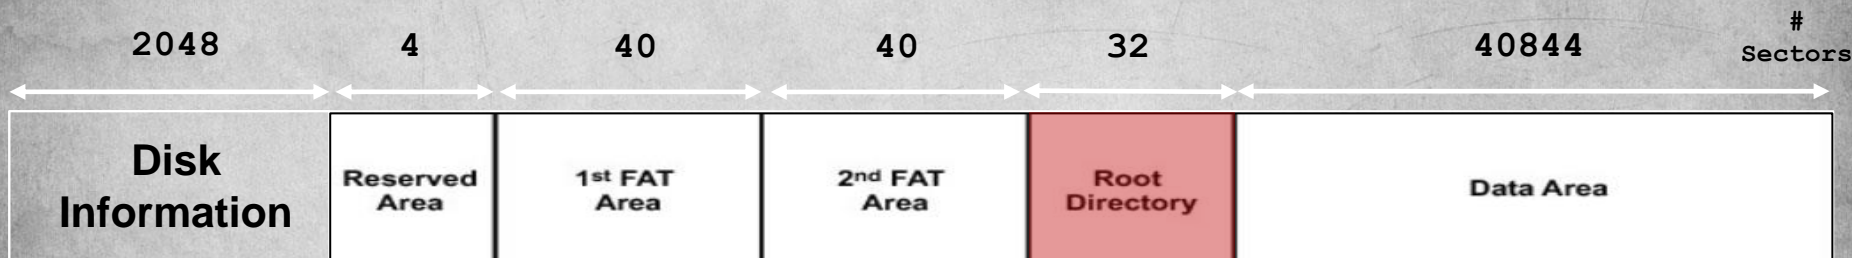 2048 4 40 40 32 40844 #
Sectors
Disk
Information
Reserved
Area
1st FAT
Area
2nd FAT
Area
Root
Directory
Data Area